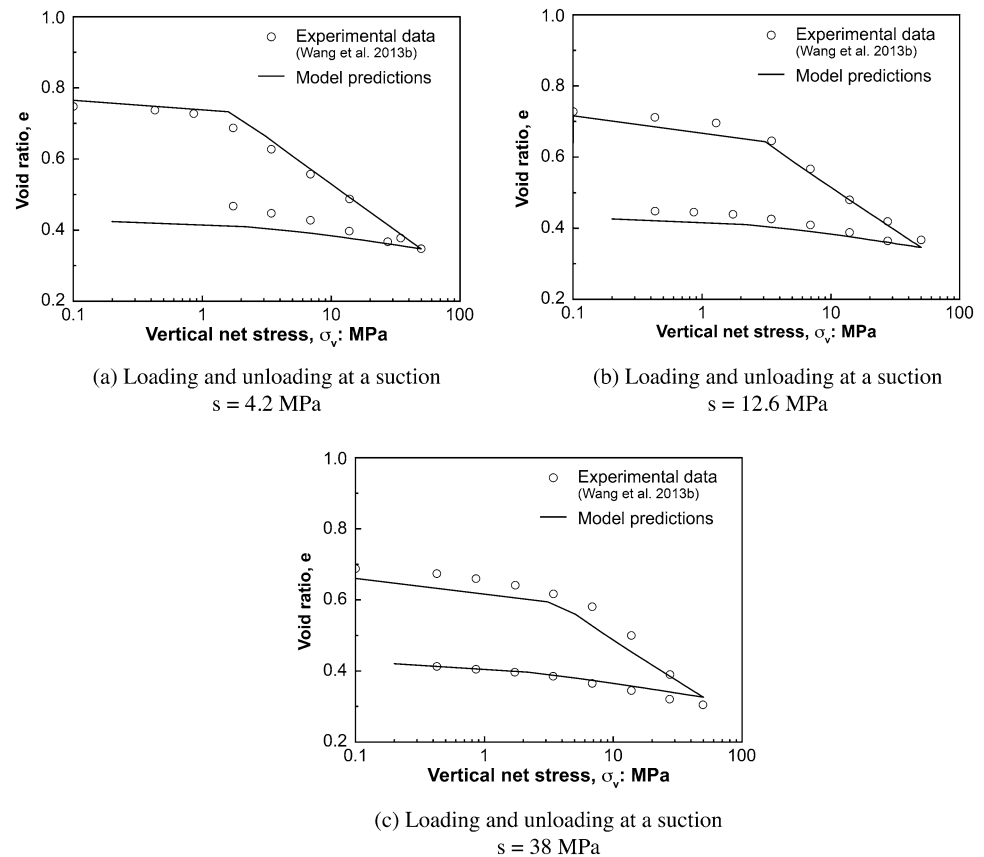 1.0
0.8
0.6
0.4
0.2
Void ratio, e
Experimental data
(Wang et al. 2013b)
Model predictions
0.1 1 10 100
Vertical net stress, σv: MPa
(a) Loading and unloading at a suction
s = 4.2 MPa
1.0
0.8
0.6
0.4
0.2
Void ratio, e
Experimental data
(Wang et al. 2013b)
Model predictions
0.1 1 10 100
Vertical net stress, σv: MPa
(b) Loading and unloading at a suction
s = 12.6 MPa
1.0
0.8
0.6
0.4
0.2
Void ratio, e
Experimental data
(Wang et al. 2013b)
Model predictions
0.1 1 10 100
Vertical net stress, σv: MPa
(c) Loading and unloading at a suction
s = 38 MPa